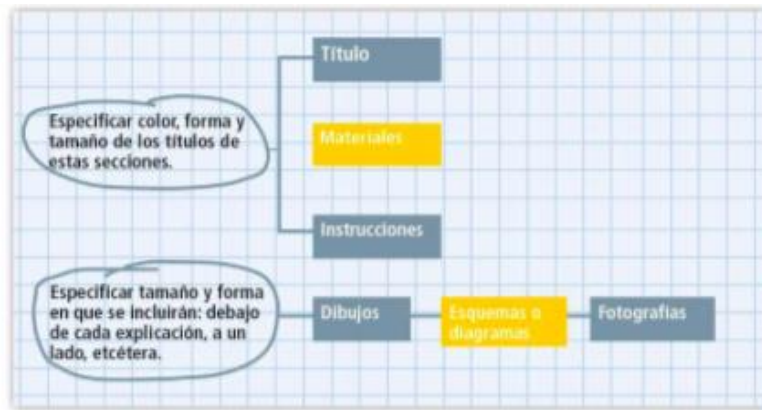 Título
Especificar color, forma y
tamaño de los títulos de
estas secciones.
Materiales
Instrucciones
Especificar tamaño y forma
en que se incluirán: debajo
de cada explicación, a un
lado, etcétera.
Dibujos
Esquemas o
diagramas
Fotografías